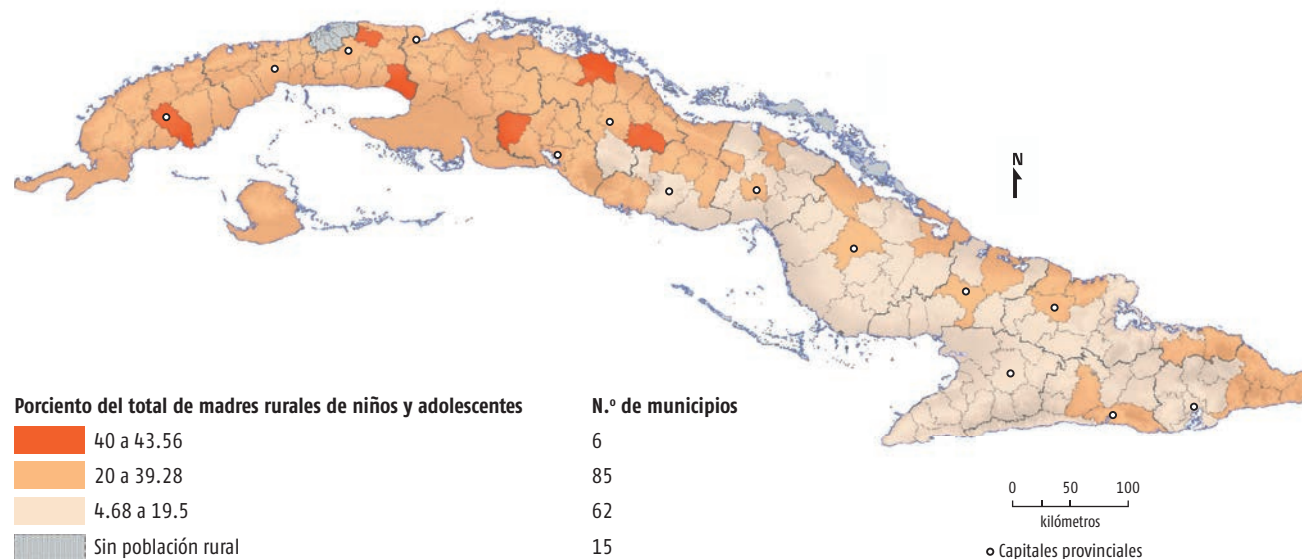 N
Porciento del total de madres rurales de niños y adolescentes
N.º de municipios
40 a 43.56
6
20 a 39.28
85
4.68 a 19.5
62
Sin población rural
15
0 50 100
kilómetros
Capitales provinciales